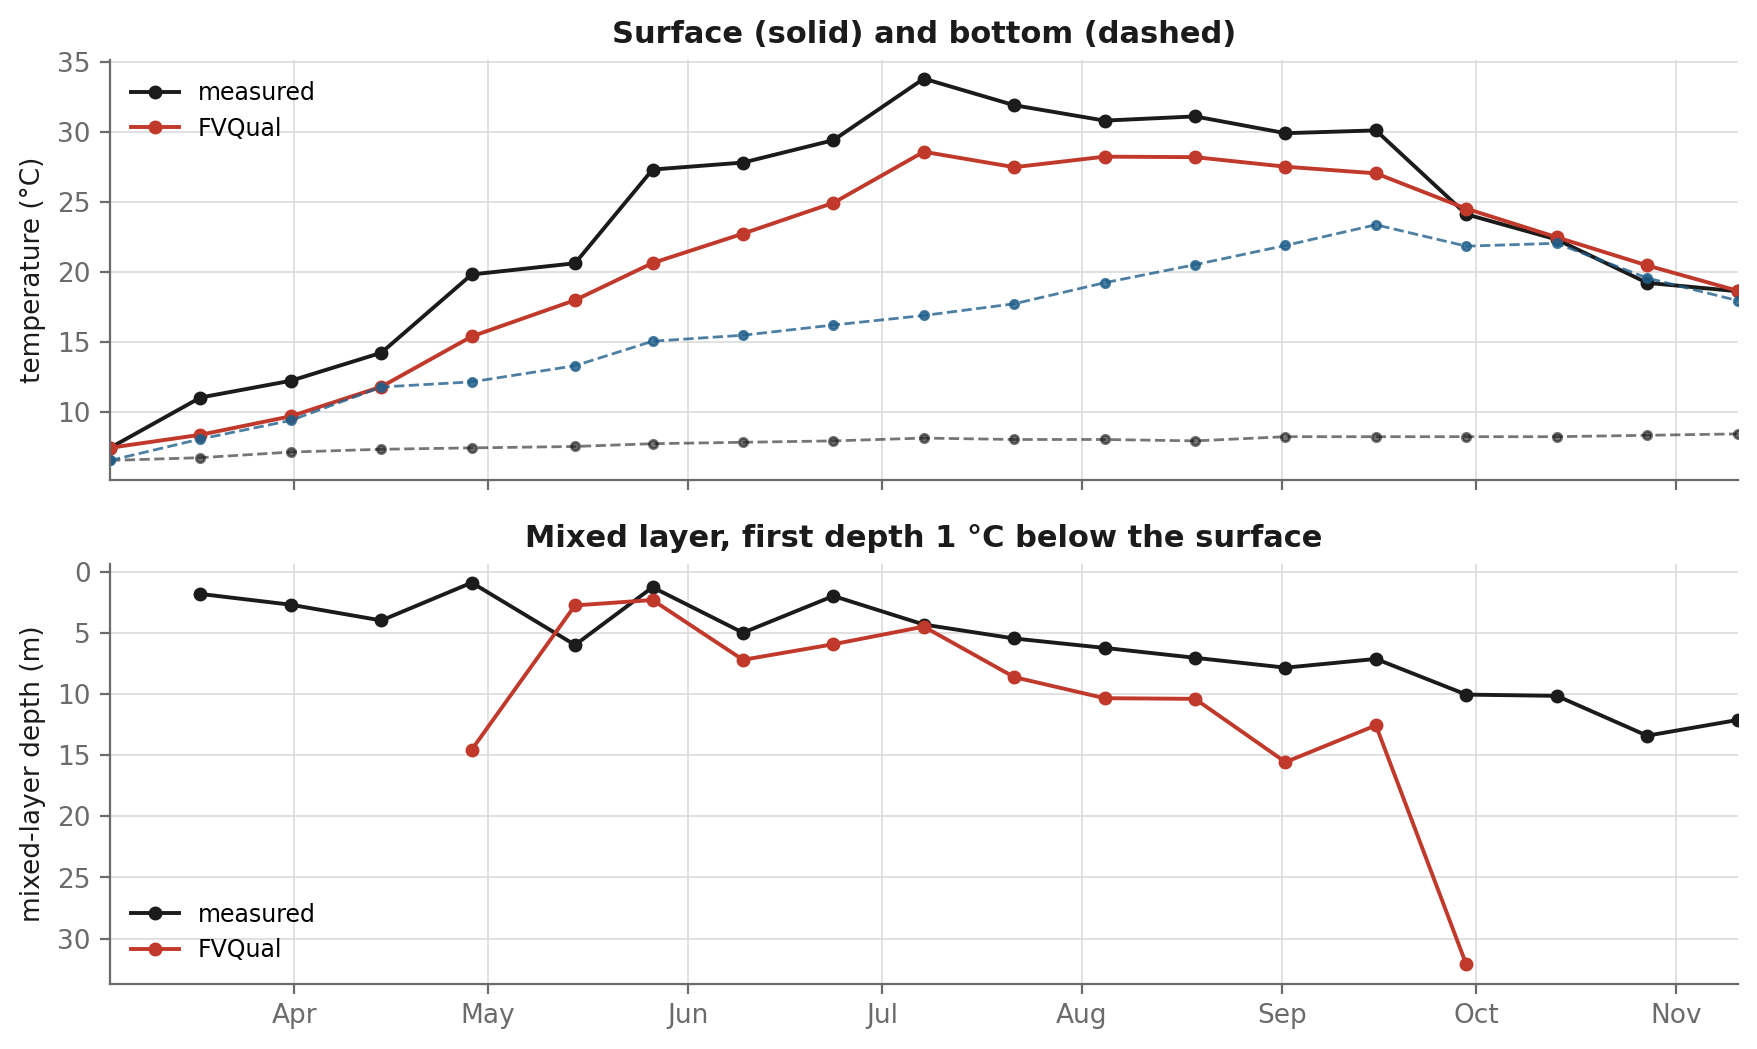 Surface (solid) and bottom (dashed)
35
30
25
20
15
10
temperature (°C)
measured
FVQual
Mixed layer, first depth 1 °C below the surface
0
5
10
15
20
25
30
mixed-layer depth (m)
measured
FVQual
Apr May Jun Jul Aug Sep Oct Nov